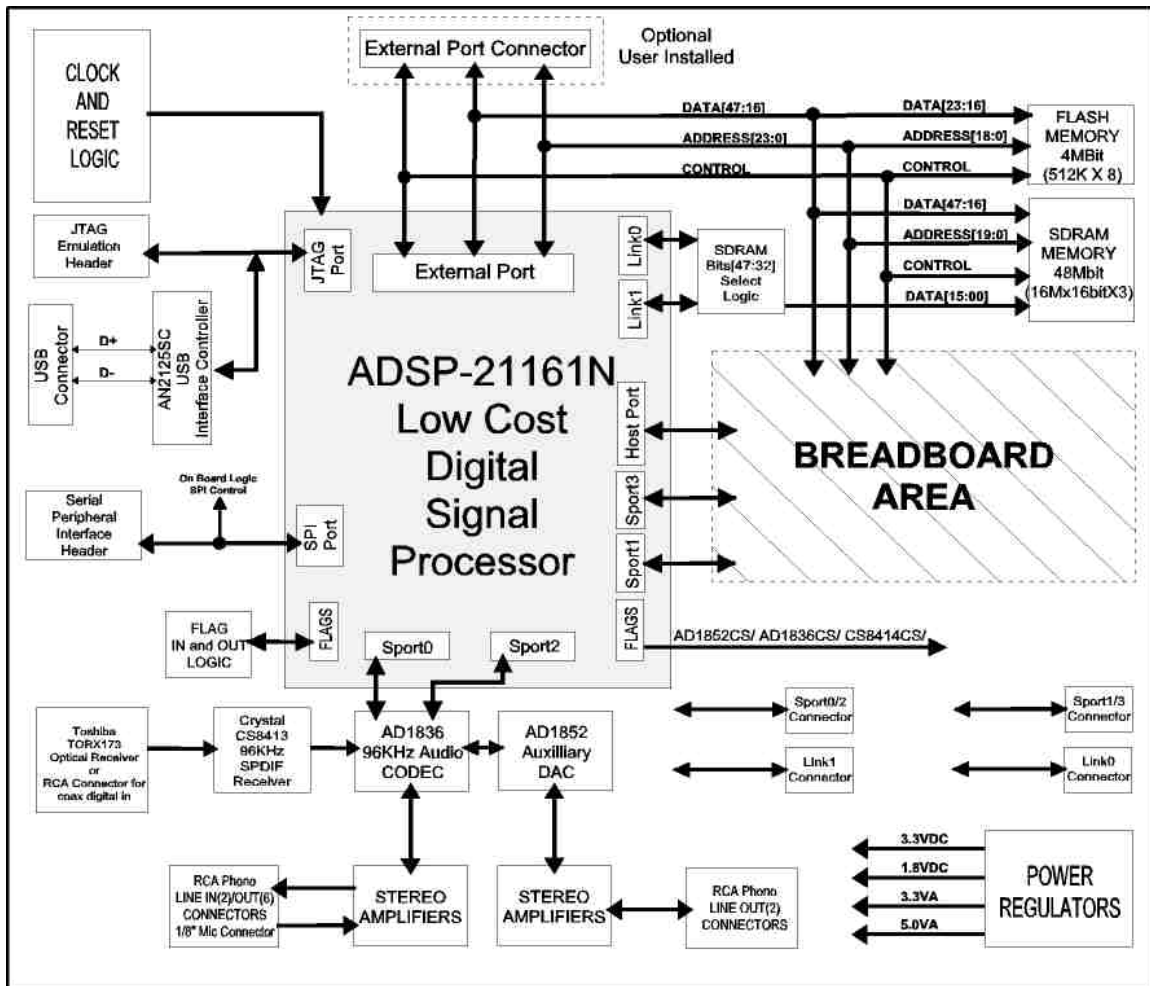 CLOCK
AND
RESET
LOGIC
External Port Connector
Optional
User Installed
DATA[47:16]
DATA[23:16]
ADDRESS[23:0]
ADDRESS[18:0]
CONTROL
CONTROL
FLASH
MEMORY
4MBit
(512K X 8)
DATA[47:16]
ADDRESS[19:0]
CONTROL
DATA[15:00]
SDRAM
MEMORY
48Mbit
(16Mx16bitX3)
JTAG
Emulation
Header
JTAG
Port
External Port
Link0
Link1
SDRAM
Bits[47:32]
Select
Logic
USB
Connector
D+
D-
AN2125SC
USB
Interface Controller
ADSP-21161N
Low Cost
Digital
Signal
Processor
Host Port
Sport3
Sport1
BREADBOARD
AREA
On Board Logic
SPI Control
Serial
Peripheral
Interface
Header
SPI
Port
FLAG
IN and OUT
LOGIC
FLAGS
Sport0
Sport2
FLAGS
AD1852CS/ AD1836CS/ CS8414CS/
Toshiba
TORX173
Optical Receiver
or
RCA Connector for
coax digital in
Crystal
CS8413
96KHz
SPDIF
Receiver
AD1836
96KHz Audio
CODEC
AD1852
Auxilliary
DAC
Sport0/2
Connector
Sport1/3
Connector
Link1
Connector
Link0
Connector
RCA Phono
LINE IN(2)/OUT(6)
CONNECTORS
1/8" Mic Connector
STEREO
AMPLIFIERS
STEREO
AMPLIFIERS
RCA Phono
LINE OUT(2)
CONNECTORS
3.3VDC
1.8VDC
3.3VA
5.0VA
POWER
REGULATORS